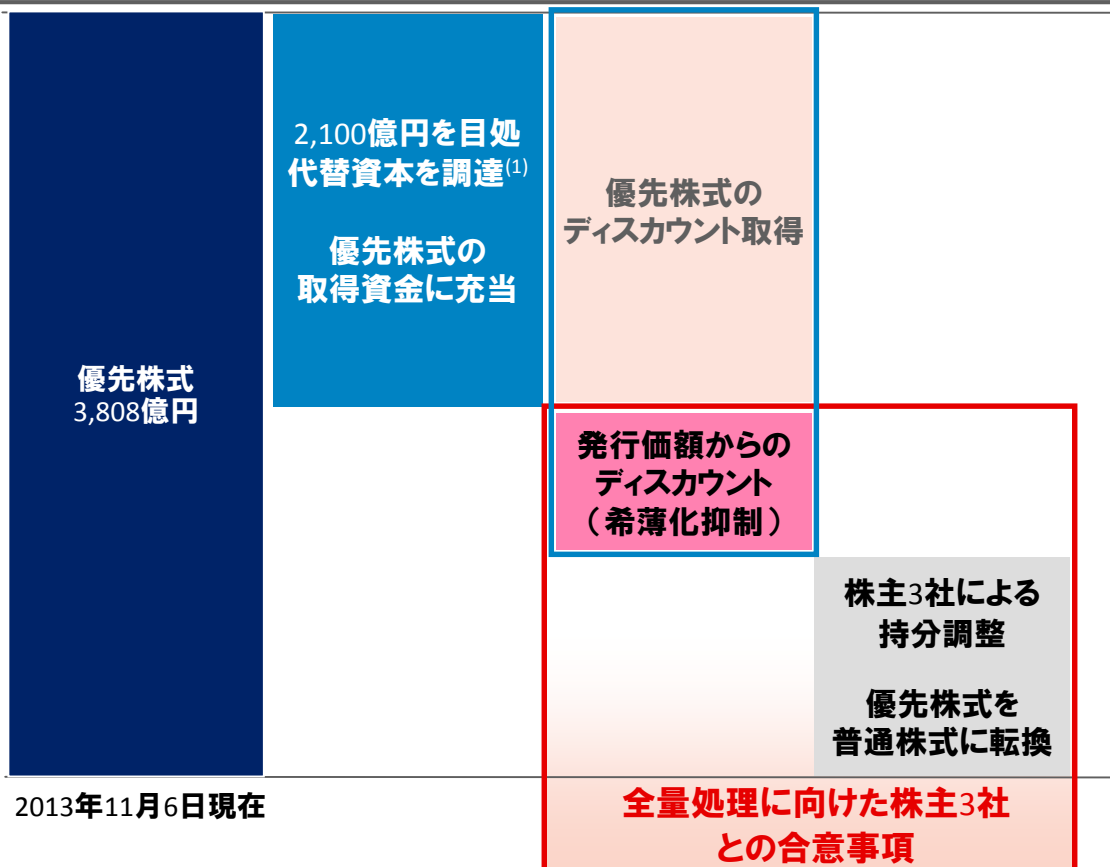 優先株式
3,808億円
2,100億円を目処
代替資本を調達(1)
優先株式の
取得資金に充当
優先株式の
ディスカウント取得
発行価額からの
ディスカウント
（希薄化抑制）
株主3社による
持分調整
優先株式を
普通株式に転換
2013年11月6日現在
全量処理に向けた株主3社
との合意事項